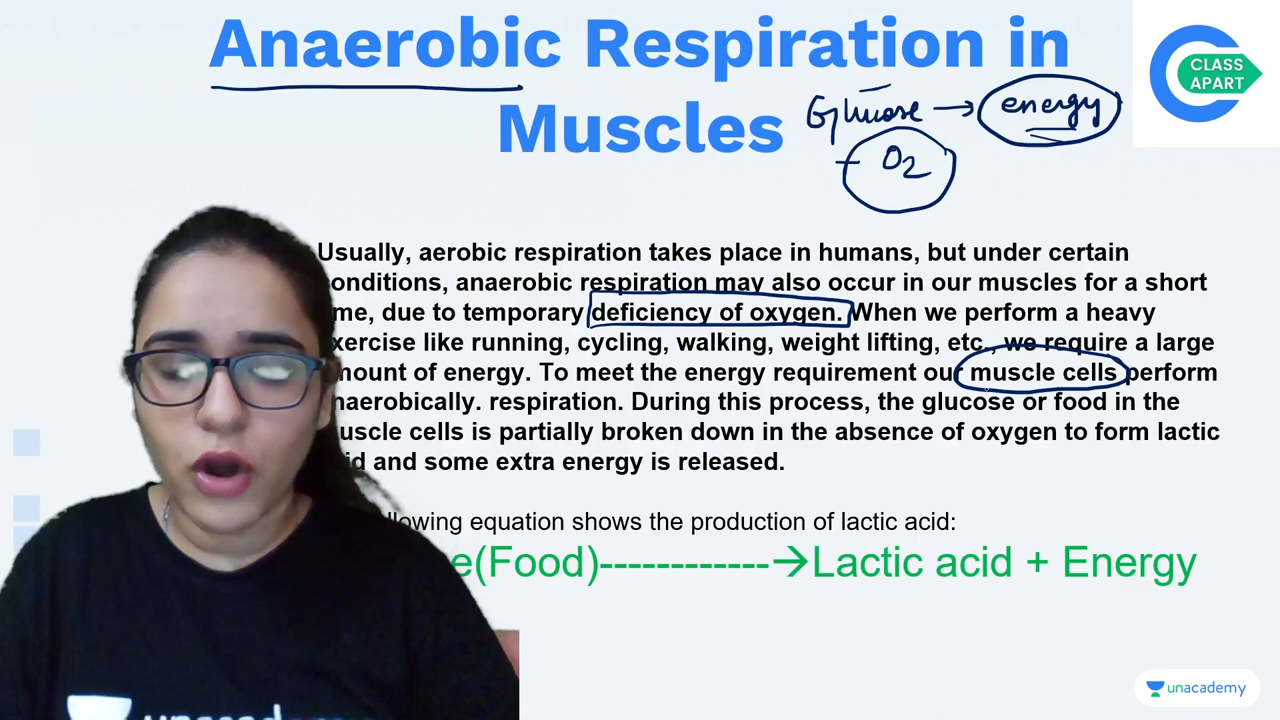 Anaerobic Respiration in
Muscles
CLASS
APART
Glucose → energy
+ O2
Usually, aerobic respiration takes place in humans, but under certain
onditions, anaerobic respiration may also occur in our muscles for a short
me, due to temporary deficiency of oxygen. When we perform a heavy
xercise like running, cycling, walking, weight lifting, etc., we require a large
mount of energy. To meet the energy requirement our muscle cells perform
naerobically. respiration. During this process, the glucose or food in the
uscle cells is partially broken down in the absence of oxygen to form lactic
id and some extra energy is released.
llowing equation shows the production of lactic acid:
e(Food)------------→Lactic acid + Energy
unacademy
unacademy